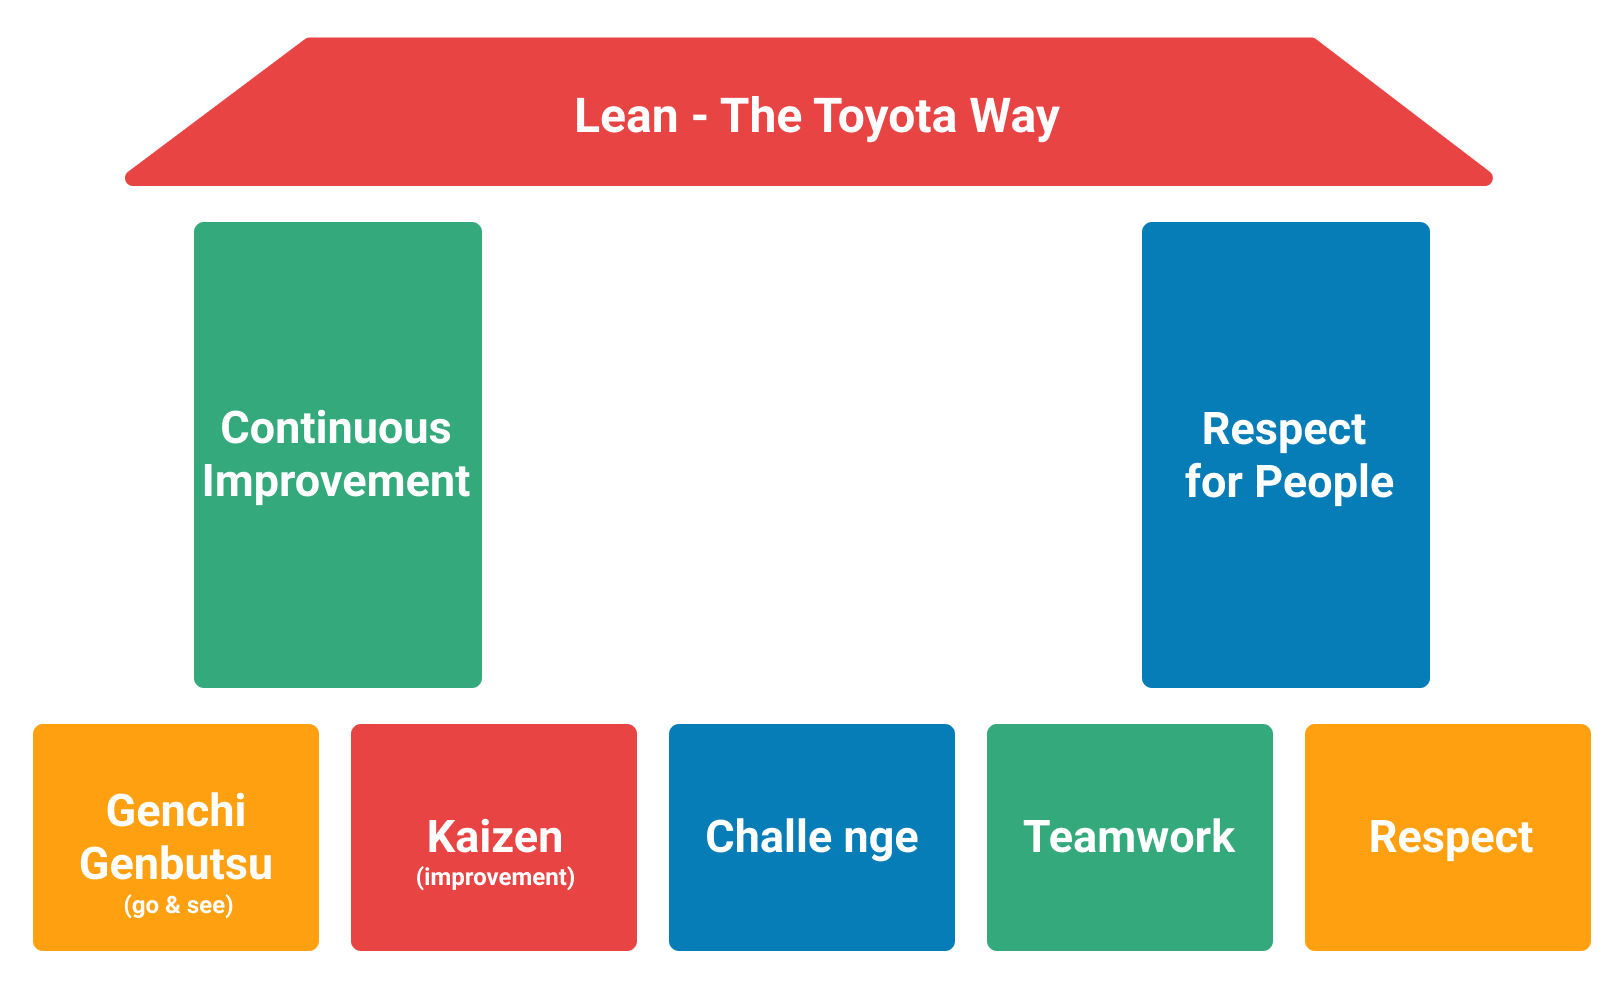 Lean - The Toyota Way
Continuous
Improvement
Respect
for People
Genchi
Genbutsu
(go & see)
Kaizen
(improvement)
Challe nge
Teamwork
Respect